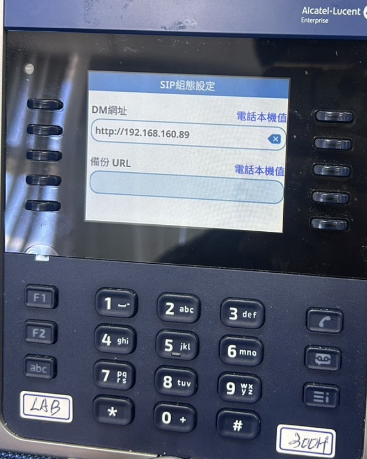 Alcatel-Lucent
Enterprise
SIP組態設定
DM網址
電話本機值
http://192.168.160.89
備份 URL
電話本機值
F1
1
2 abc
3 def
F2
4 ghi
5 jkl
6 mno
abc
7 pqrs
8 tuv
9 wxyz
LAB
*
0 +
#
300H